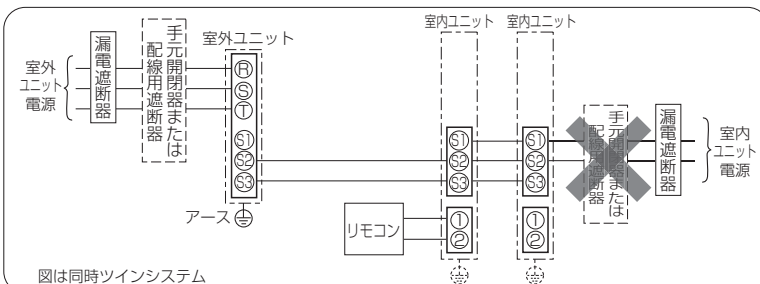 室外
ユニット
電源
漏電遮断器
手元開閉器または
配線用遮断器
室外ユニット
R
S
T
S1
S2
S3
アース
室内ユニット
S1
S2
S3
①
②
リモコン
室内ユニット
S1
S2
S3
①
②
手元開閉器または
配線用遮断器
漏電遮断器
室内
ユニット
電源
図は同時ツインシステム